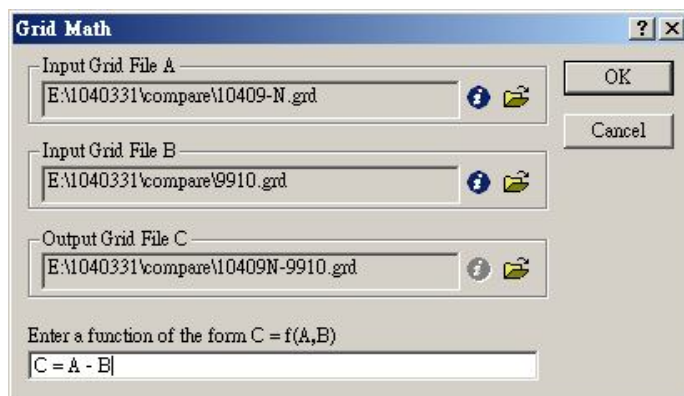 Grid Math
Input Grid File A
E:\1040331\compare\10409-N.grd
OK
Cancel
Input Grid File B
E:\1040331\compare\9910.grd
Output Grid File C
E:\1040331\compare\10409N-9910.grd
Enter a function of the form C = f(A,B)
C = A - B